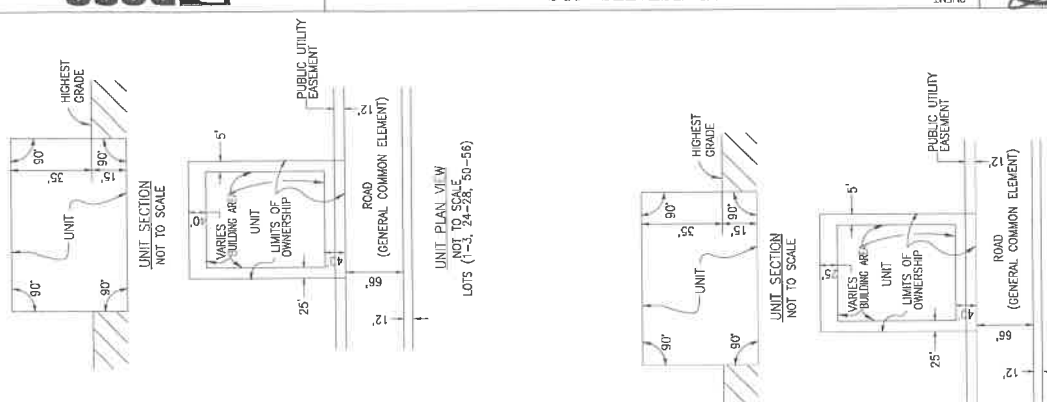 HIGHEST
GRADE
90°
90°
35'
15'
UNIT
90°
90°
UNIT SECTION
NOT TO SCALE
PUBLIC UTILITY
EASEMENT
5'
12'
40'
VARIES
BUILDING AREA
UNIT
LIMITS OF
OWNERSHIP
25'
ROAD
(GENERAL COMMON ELEMENT)
66'
12'
UNIT PLAN VIEW
NOT TO SCALE
LOTS (1-3, 24-28, 50-56)
HIGHEST
GRADE
90°
90°
35'
15'
UNIT
90°
90°
UNIT SECTION
NOT TO SCALE
PUBLIC UTILITY
EASEMENT
5'
12'
25'
VARIES
BUILDING AREA
UNIT
LIMITS OF
OWNERSHIP
25'
ROAD
(GENERAL COMMON ELEMENT)
66'
12'